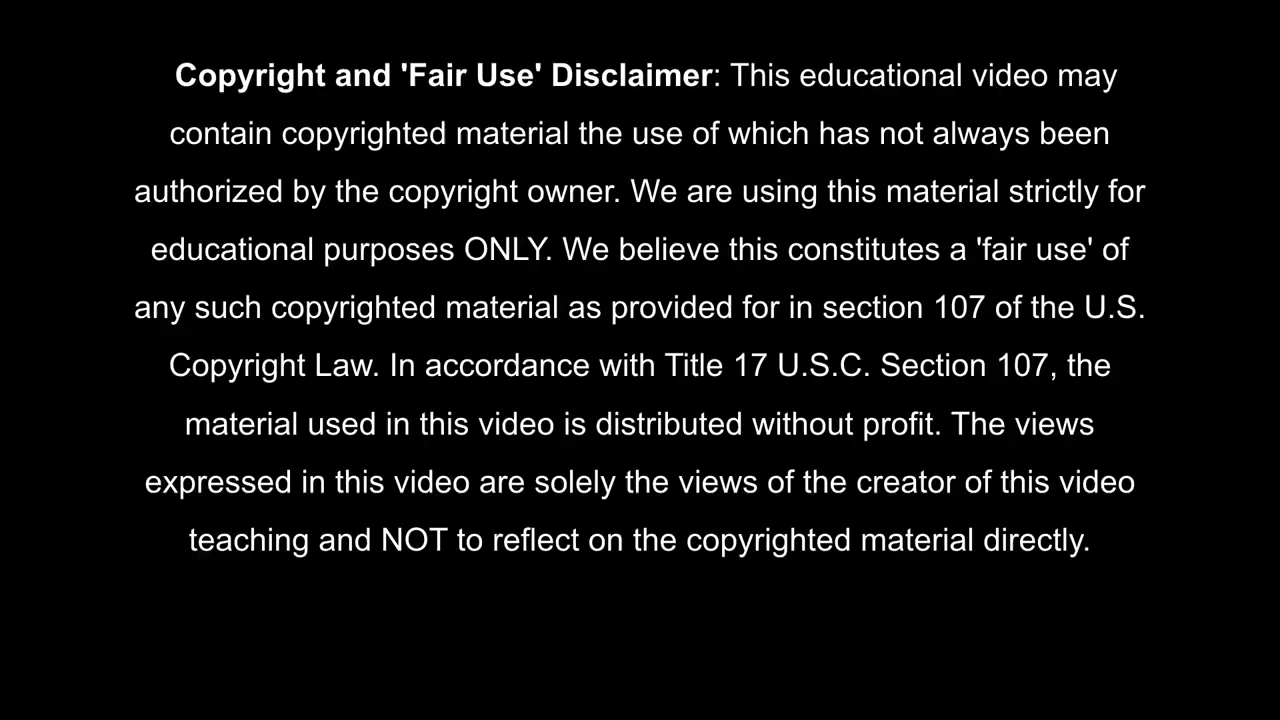 Copyright and 'Fair Use' Disclaimer: This educational video may
contain copyrighted material the use of which has not always been
authorized by the copyright owner. We are using this material strictly for
educational purposes ONLY. We believe this constitutes a 'fair use' of
any such copyrighted material as provided for in section 107 of the U.S.
Copyright Law. In accordance with Title 17 U.S.C. Section 107, the
material used in this video is distributed without profit. The views
expressed in this video are solely the views of the creator of this video
teaching and NOT to reflect on the copyrighted material directly.